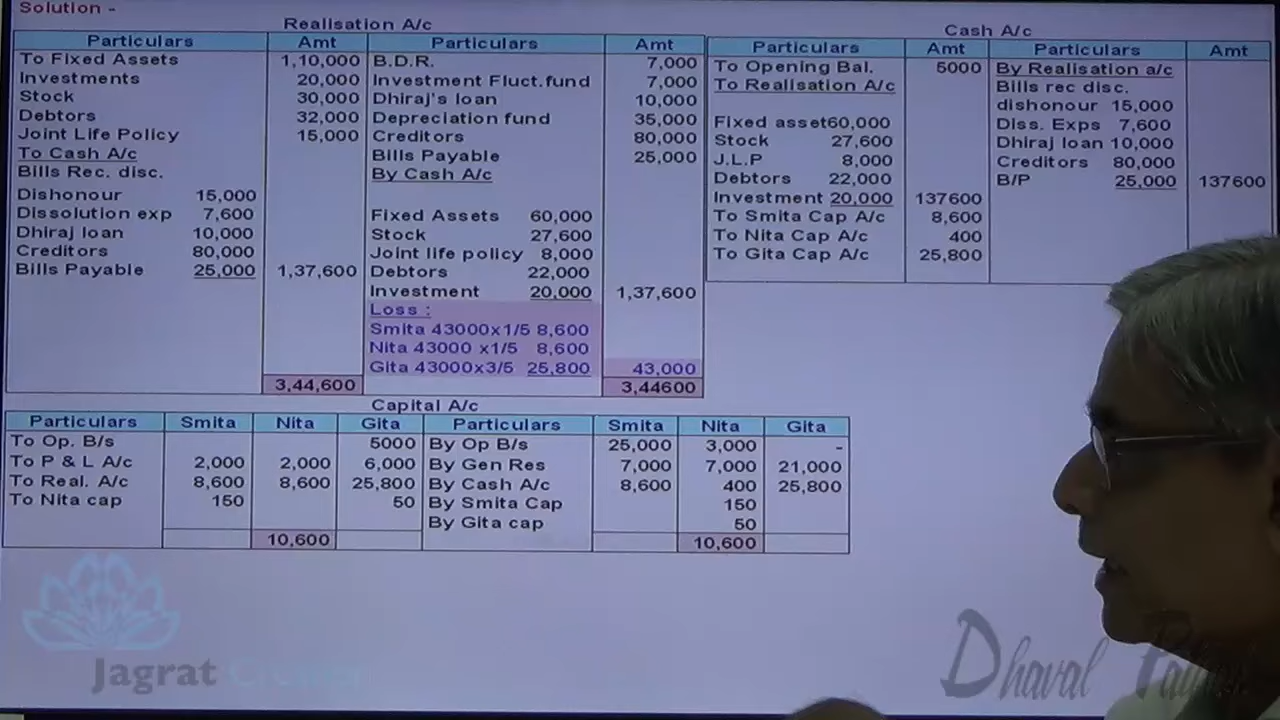 Solution -
Realisation A/c
Particulars Amt Particulars Amt
To Fixed Assets 1,10,000 B.D.R. 7,000
Investments 20,000 Investment Fluct.fund 7,000
Stock 30,000 Dhiraj's loan 10,000
Debtors 32,000 Depreciation fund 35,000
Joint Life Policy 15,000 Creditors 80,000
To Cash A/c Bills Payable 25,000
Bills Rec. disc. By Cash A/c
Dishonour 15,000
Dissolution exp 7,600 Fixed Assets 60,000
Dhiraj loan 10,000 Stock 27,600
Creditors 80,000 Joint life policy 8,000
Bills Payable 25,000 1,37,600 Debtors 22,000
Investment 20,000 1,37,600
Loss :
Smita 43000x1/5 8,600
Nita 43000 x1/5 8,600
Gita 43000x3/5 25,800 43,000
3,44,600 3,44600
Cash A/c
Particulars Amt Particulars Amt
To Opening Bal. 5000 By Realisation a/c
To Realisation A/c Bills rec disc.
dishonour 15,000
Fixed asset60,000 Diss. Exps 7,600
Stock 27,600 Dhiraj loan 10,000
J.L.P 8,000 Creditors 80,000
Debtors 22,000 B/P 25,000 137600
Investment 20,000 137600
To Smita Cap A/c 8,600
To Nita Cap A/c 400
To Gita Cap A/c 25,800
Capital A/c
Particulars Smita Nita Gita Particulars Smita Nita Gita
To Op. B/s 5000 By Op B/s 25,000 3,000 -
To P & L A/c 2,000 2,000 6,000 By Gen Res 7,000 7,000 21,000
To Real. A/c 8,600 8,600 25,800 By Cash A/c 8,600 400 25,800
To Nita cap 150 50 By Smita Cap 150
By Gita cap 50
10,600 10,600
Jagrat
Dhaval